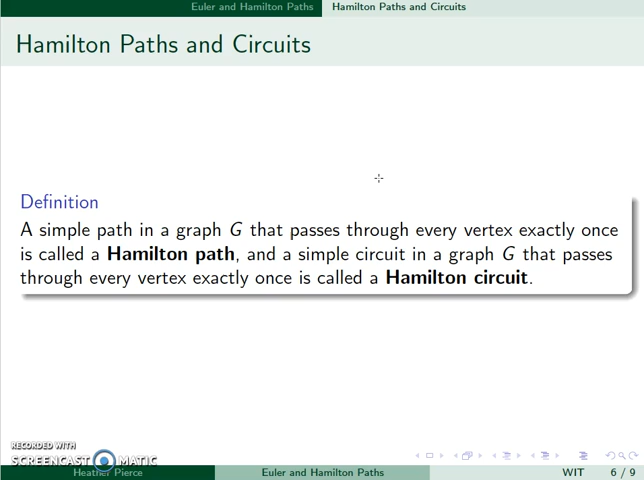 Euler and Hamilton Paths Hamilton Paths and Circuits
Hamilton Paths and Circuits
Definition
A simple path in a graph G that passes through every vertex exactly once
is called a Hamilton path, and a simple circuit in a graph G that passes
through every vertex exactly once is called a Hamilton circuit.
RECORDED WITH
SCREENCAST MATIC
Heather Pierce Euler and Hamilton Paths WIT 6 / 9